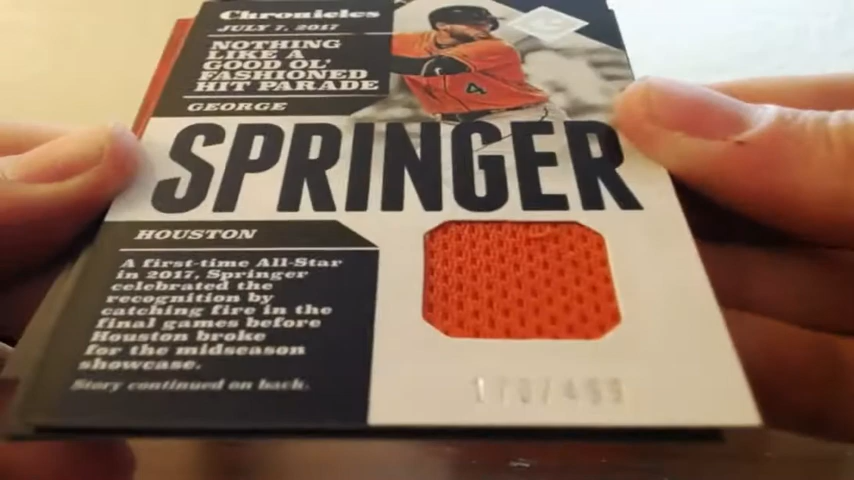 Chronicles
JULY 7, 2017
NOTHING
LIKE A
GOOD OL'
FASHIONED
HIT PARADE
GEORGE
SPRINGER
HOUSTON
A first-time All-Star
in 2017, Springer
celebrated the
recognition by
catching fire in the
final games before
Houston broke
for the midseason
showcase.
Story continued on back.
4